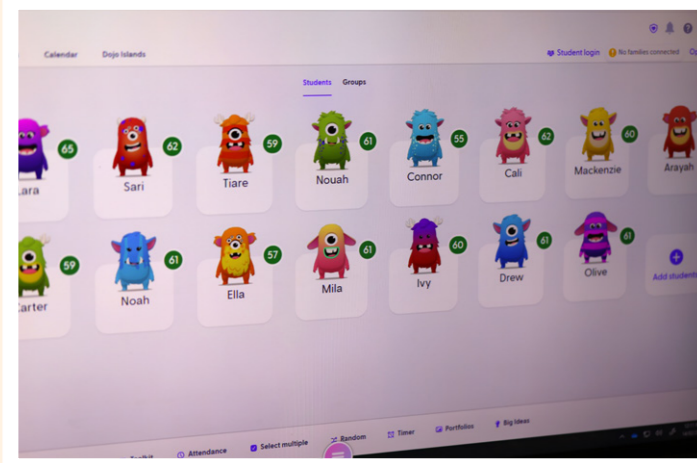 Calendar Dojo Islands
Student login No families connected
Students Groups
65 62 59 61 55 62 60
Sari Tiare Nouah Connor Cali Mackenzie Arayah
59 61 57 61 60 61 61
Noah Ella Mila Ivy Drew Olive Add students
Attendance Select multiple Random Timer Portfolios Big Ideas